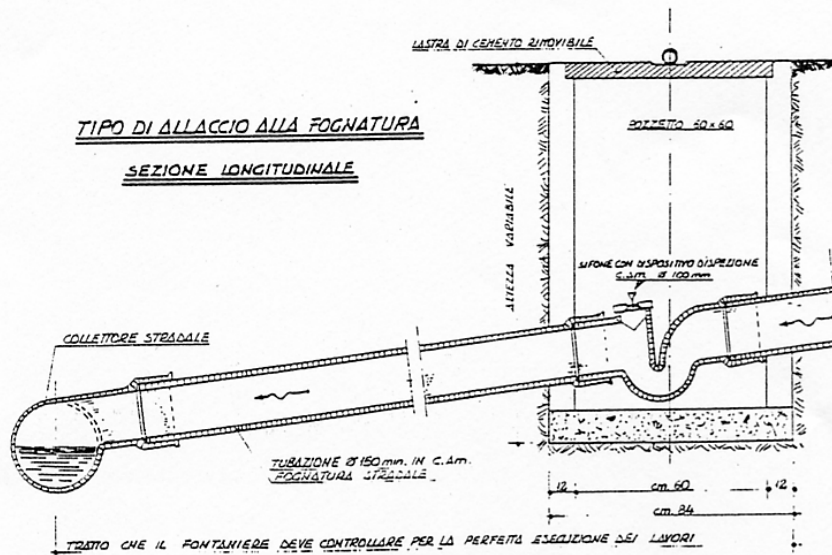 LASTRA DI CEMENTO RIMOVIBILE
TIPO DI ALLACCIO ALLA FOGNATURA
SEZIONE LONGITUDINALE
POZZETTO 60x60
ALTEZZA VARIABILE
SIFONE CON DISPOSITIVO D'ISPEZIONE
C.Am. Ø 100 mm
COLLETTORE STRADALE
TUBAZIONE Ø 150 mm. IN C.Am.
FOGNATURA STRADALE
12 cm. 60 12
cm. 84
TRATTO CHE IL FONTANIERE DEVE CONTROLLARE PER LA PERFETTA ESECUZIONE DEI LAVORI